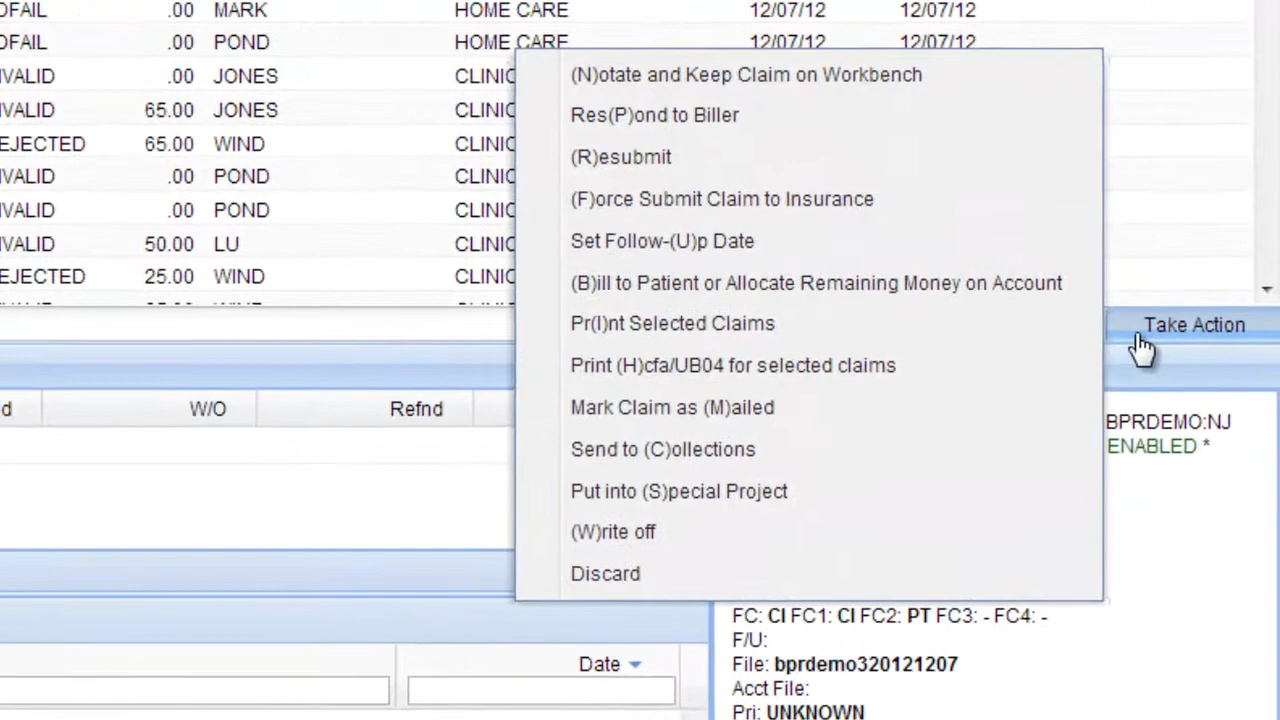 OFAIL .00 MARK HOME CARE 12/07/12 12/07/12
OFAIL .00 POND HOME CARE 12/07/12 12/07/12
VALID .00 JONES CLINIC
VALID 65.00 JONES CLINIC
EJECTED 65.00 WIND CLINIC
VALID .00 POND CLINIC
VALID .00 POND CLINIC
VALID 50.00 LU CLINIC
EJECTED 25.00 WIND CLINIC
(N)otate and Keep Claim on Workbench
Res(P)ond to Biller
(R)esubmit
(F)orce Submit Claim to Insurance
Set Follow-(U)p Date
(B)ill to Patient or Allocate Remaining Money on Account
Pr(I)nt Selected Claims
Print (H)cfa/UB04 for selected claims
Mark Claim as (M)ailed
Send to (C)ollections
Put into (S)pecial Project
(W)rite off
Discard
Take Action
d W/O Refnd
BPRDEMO:NJ
ENABLED *
Date
FC: CI FC1: CI FC2: PT FC3: - FC4: -
F/U:
File: bprdemo320121207
Acct File:
Pri: UNKNOWN